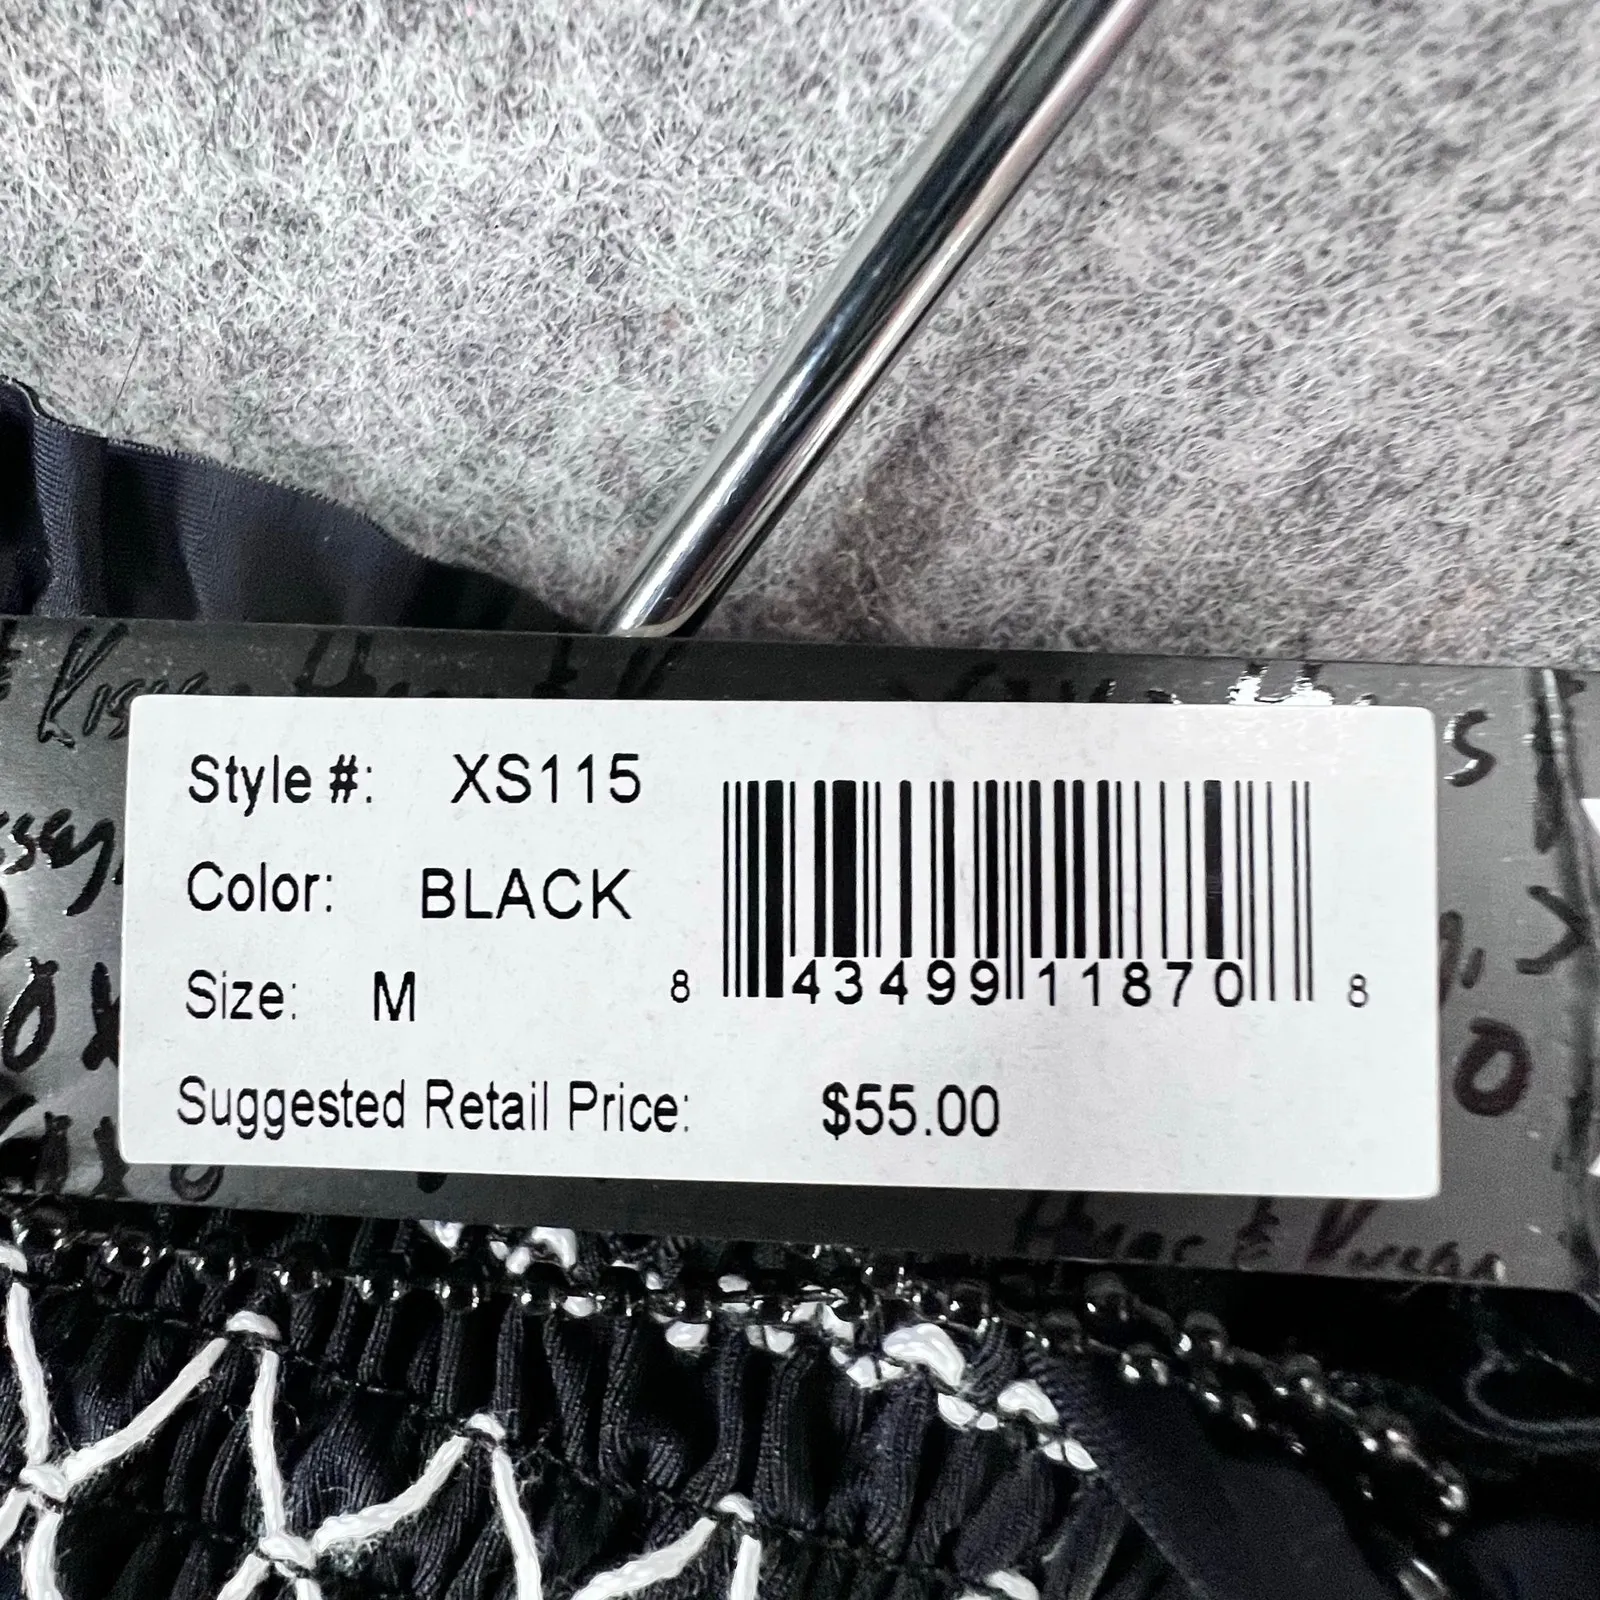 Style #: XS115
Color: BLACK
Size: M
8 43499 11870 8
Suggested Retail Price: $55.00